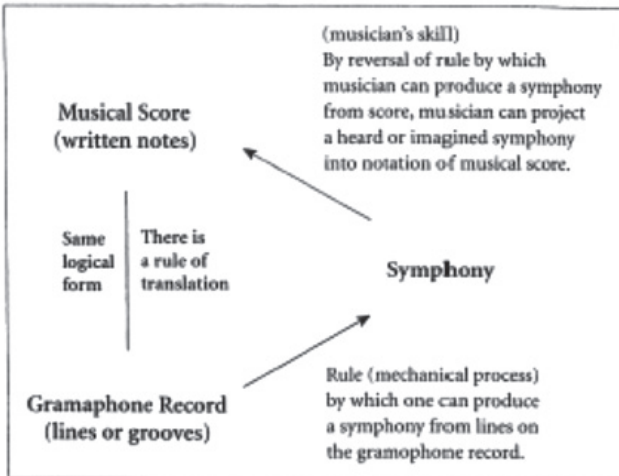 (musician's skill)
By reversal of rule by which
musician can produce a symphony
from score, musician can project
a heard or imagined symphony
into notation of musical score.
Musical Score
(written notes)
Same
logical
form
There is
a rule of
translation
Symphony
Gramaphone Record
(lines or grooves)
Rule (mechanical process)
by which one can produce
a symphony from lines on
the gramophone record.